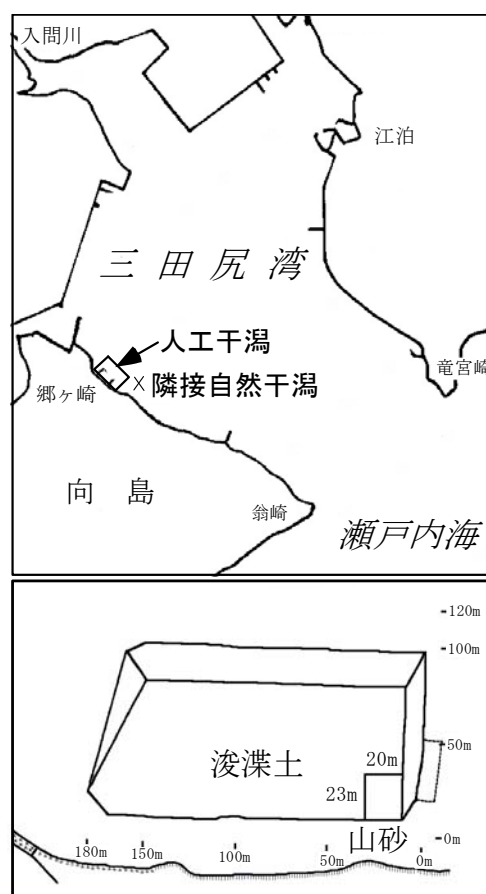 入間川
江泊
三田尻湾
人工干潟
×隣接自然干潟
竜宮崎
郷ヶ崎
向島
翁崎
瀬戸内海
120m
100m
50m
浚渫土
20m
23m
山砂
0m
180m
150m
100m
50m
0m